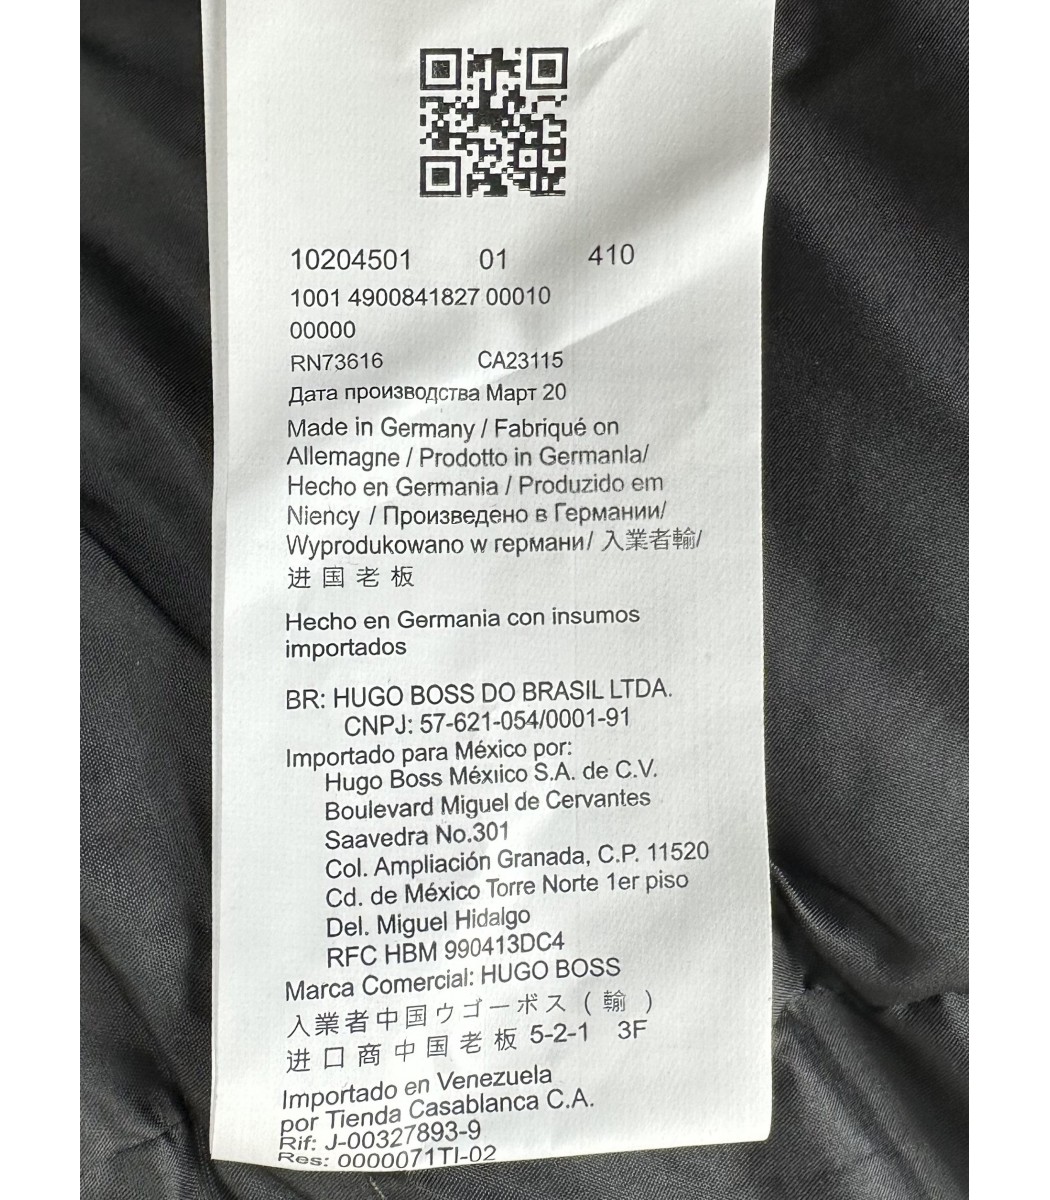 10204501 01 410
1001 4900841827 00010
00000
RN73616 CA23115
Дата производства Март 20
Made in Germany / Fabriqué on
Allemagne / Prodotto in Germanla/
Hecho en Germania / Produzido em
Niency / Произведено в Германии/
Wyprodukowano w германи/ 入業者輸/
进国老板
Hecho en Germania con insumos
importados
BR: HUGO BOSS DO BRASIL LTDA.
CNPJ: 57-621-054/0001-91
Importado para México por:
Hugo Boss Méxiico S.A. de C.V.
Boulevard Miguel de Cervantes
Saavedra No.301
Col. Ampliación Granada, C.P. 11520
Cd. de México Torre Norte 1er piso
Del. Miguel Hidalgo
RFC HBM 990413DC4
Marca Comercial: HUGO BOSS
入業者中国ウゴーボス(輸)
进口商中国老板 5-2-1 3F
Importado en Venezuela
por Tienda Casablanca C.A.
Rif: J-00327893-9
Res: 0000071TI-02